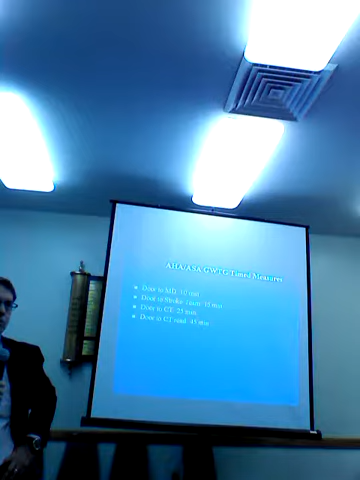 AHA/ASA GWTG Timed Measures
Door to MD 10 min
Door to Stroke Team 15 min
Door to CT 25 min
Door to CT read 45 min